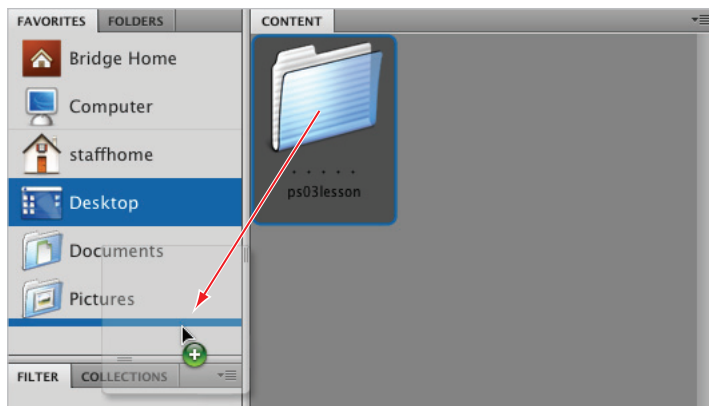 FAVORITES FOLDERS
CONTENT
Bridge Home
Computer
staffhome
Desktop
Documents
Pictures
ps03lesson
FILTER COLLECTIONS